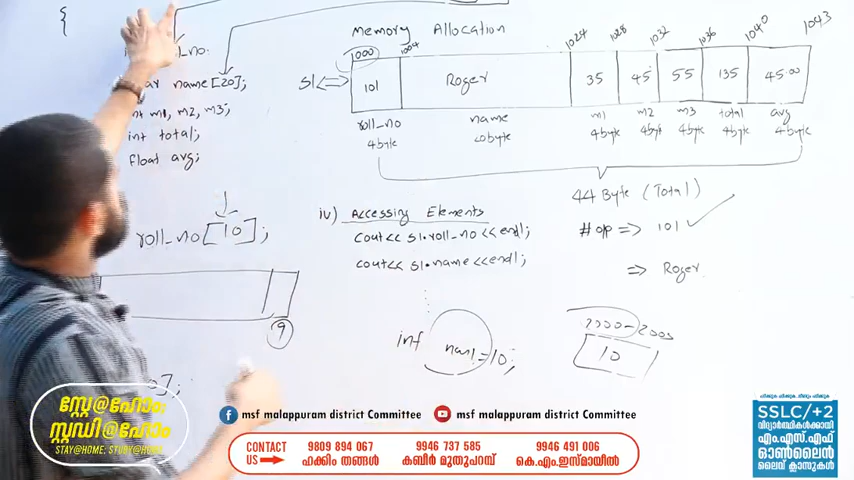 {
_no.
name[20];
m1, m2, m3;
int total;
float avg;
roll_no[10];
9
];
Memory Allocation
1000 1004 1024 1028 1032 1036 1040 1043
S1 101 Roger 35 45 55 135 45.00
roll_no name m1 m2 m3 total avg
4byte 20byte 4byte 4byte 4byte 4byte 4byte
44 Byte (Total)
iv) Accessing Elements
cout<< s1.roll_no <<endl;
cout<< s1.name <<endl;
#o/p => 101
=> Roger
int num1=10;
2000-2003
10
സ്റ്റേ@ഹോം;
സ്റ്റഡി@ഹോം
STAY@HOME; STUDY@HOME
msf malappuram district Committee
msf malappuram district Committee
CONTACT US
9809 894 067
ഹക്കിം തങ്ങൾ
9946 737 585
കബീർ മുതുപറമ്പ്
9946 491 006
കെ.എം.ഇസ്മായീൽ
SSLC/+2
വിദ്യാർത്ഥികൾക്കായി
എം.എസ്.എഫ്
ഓൺലൈൻ
ലൈവ് ക്ലാസുകൾ